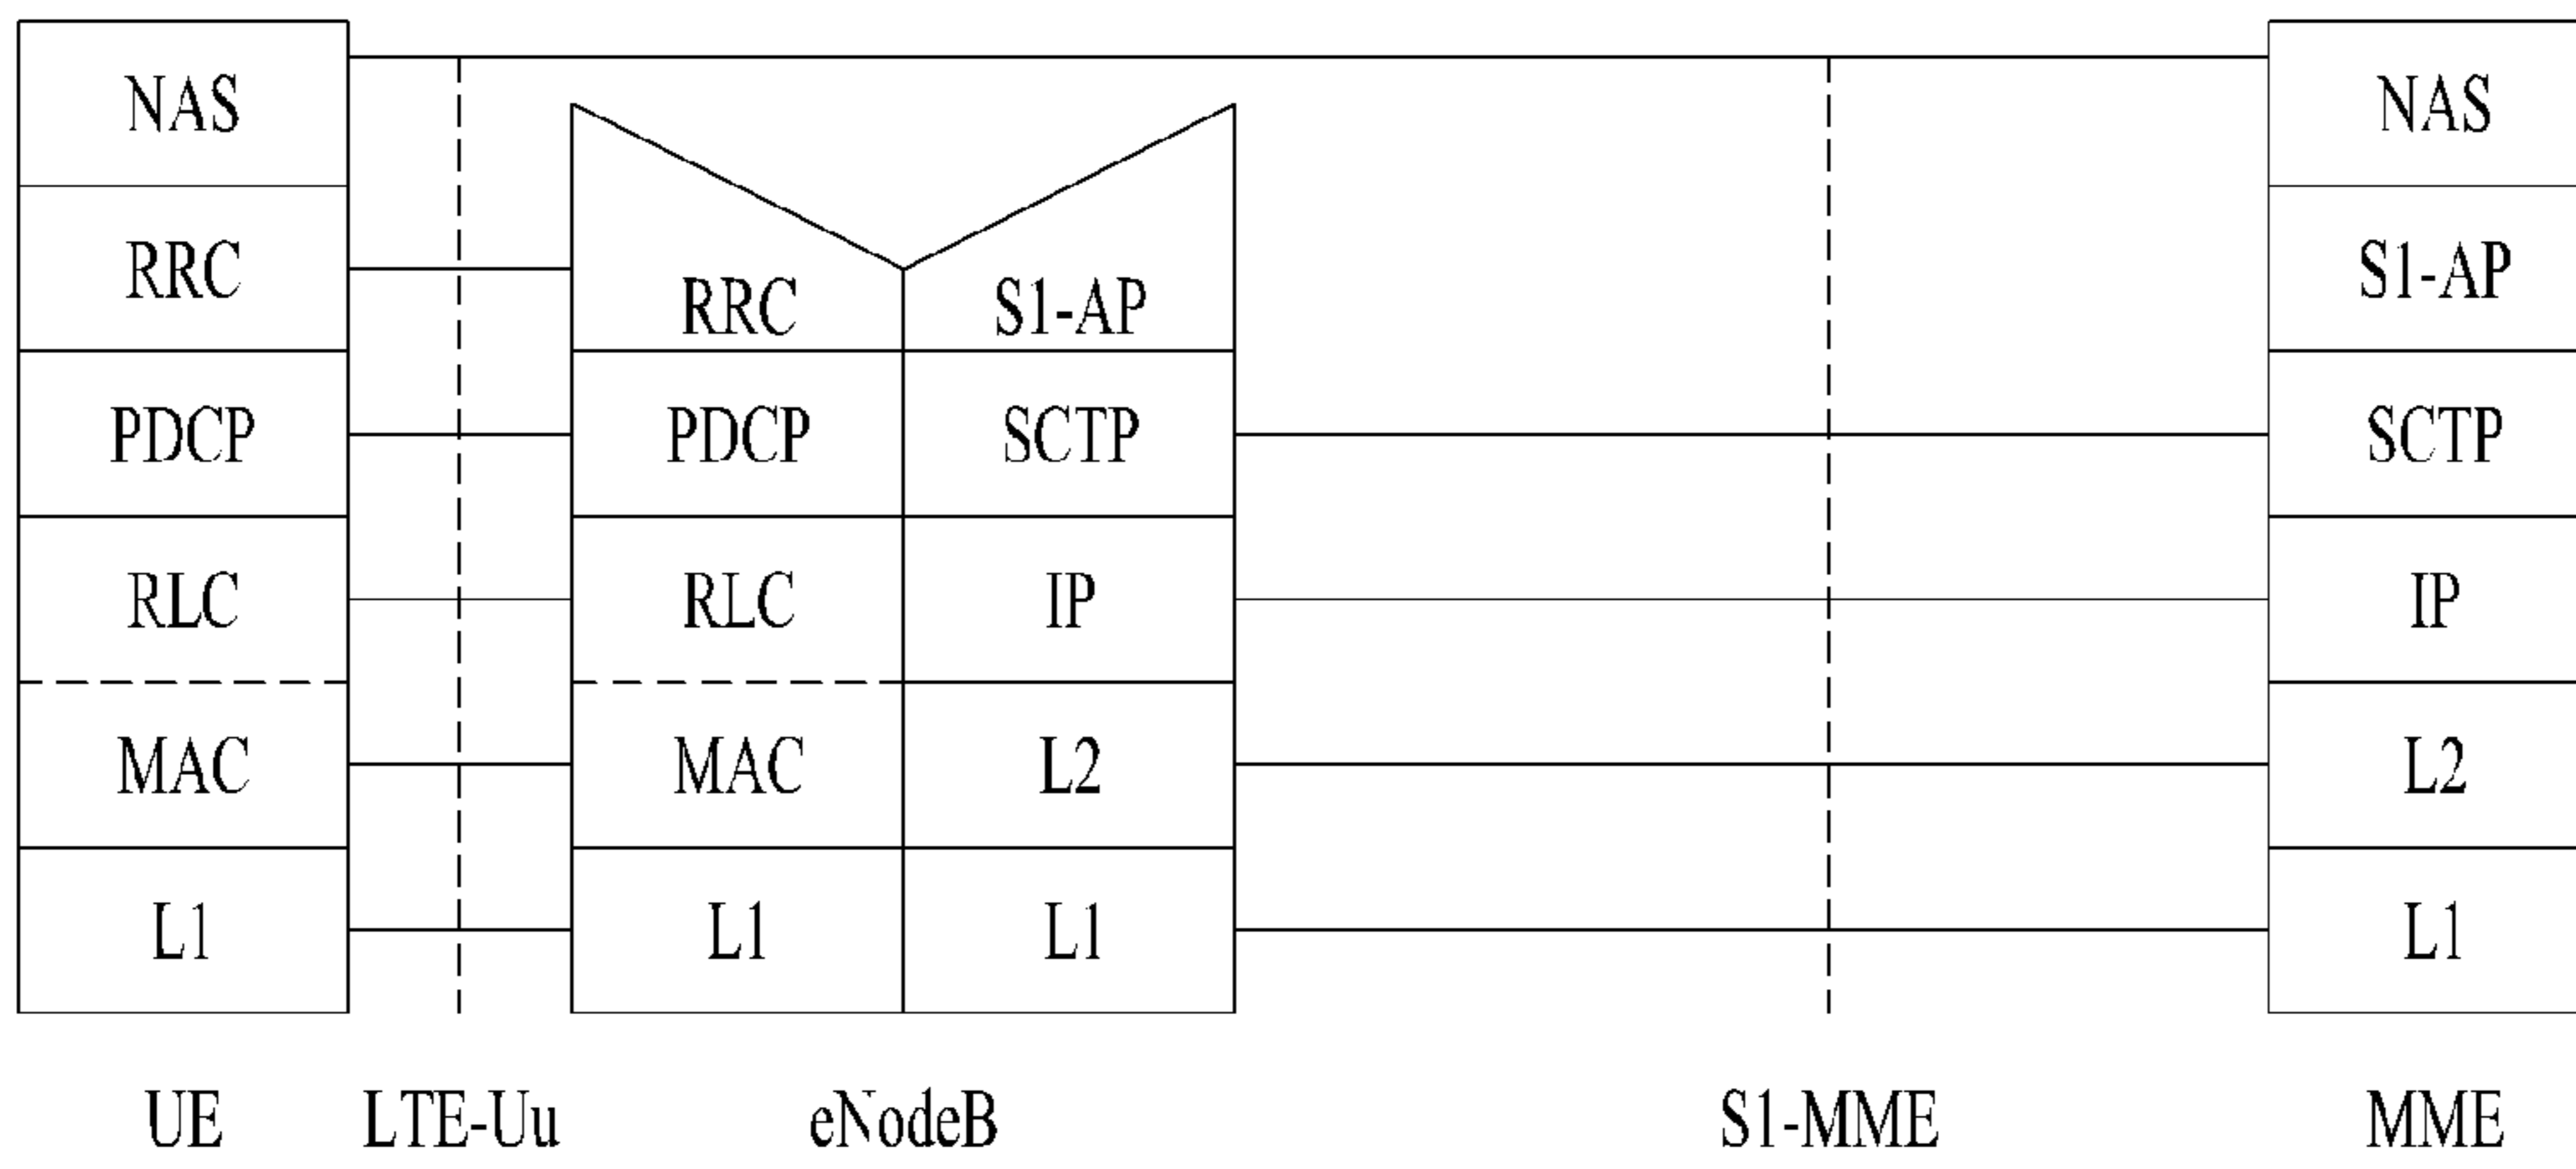 NAS NAS
RRC S1-AP
RRC S1-AP
PDCP PDCP SCTP SCTP
RLC RLC IP IP
MAC MAC L2 L2
L1 L1 L1 L1
UE LTE-Uu eNodeB S1-MME MME